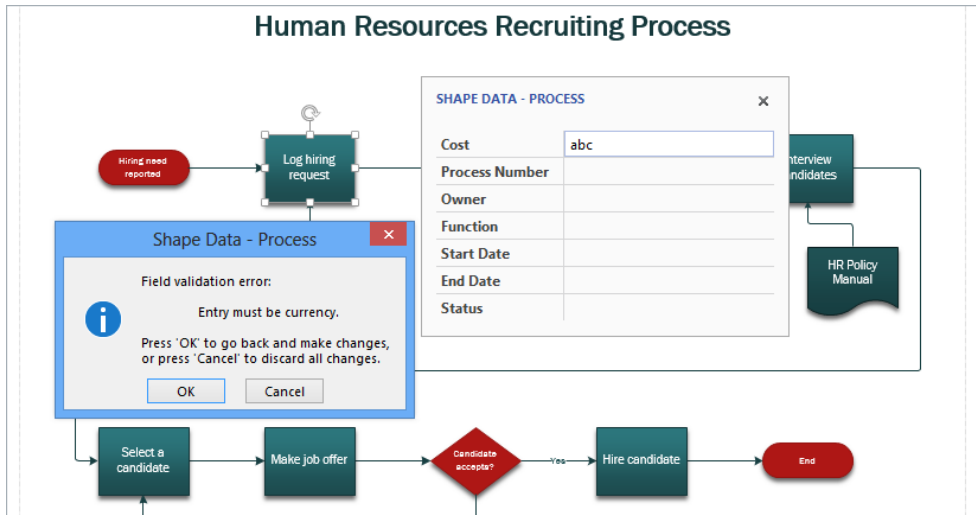 Human Resources Recruiting Process
Hiring need
reported
Log hiring
request
SHAPE DATA - PROCESS
Cost
abc
Process Number
Owner
Function
Start Date
End Date
Status
nterview
ndidates
HR Policy
Manual
Shape Data - Process
Field validation error:
Entry must be currency.
Press 'OK' to go back and make changes,
or press 'Cancel' to discard all changes.
OK
Cancel
Select a
candidate
Make job offer
Candidate
accepts?
Yes
Hire candidate
End